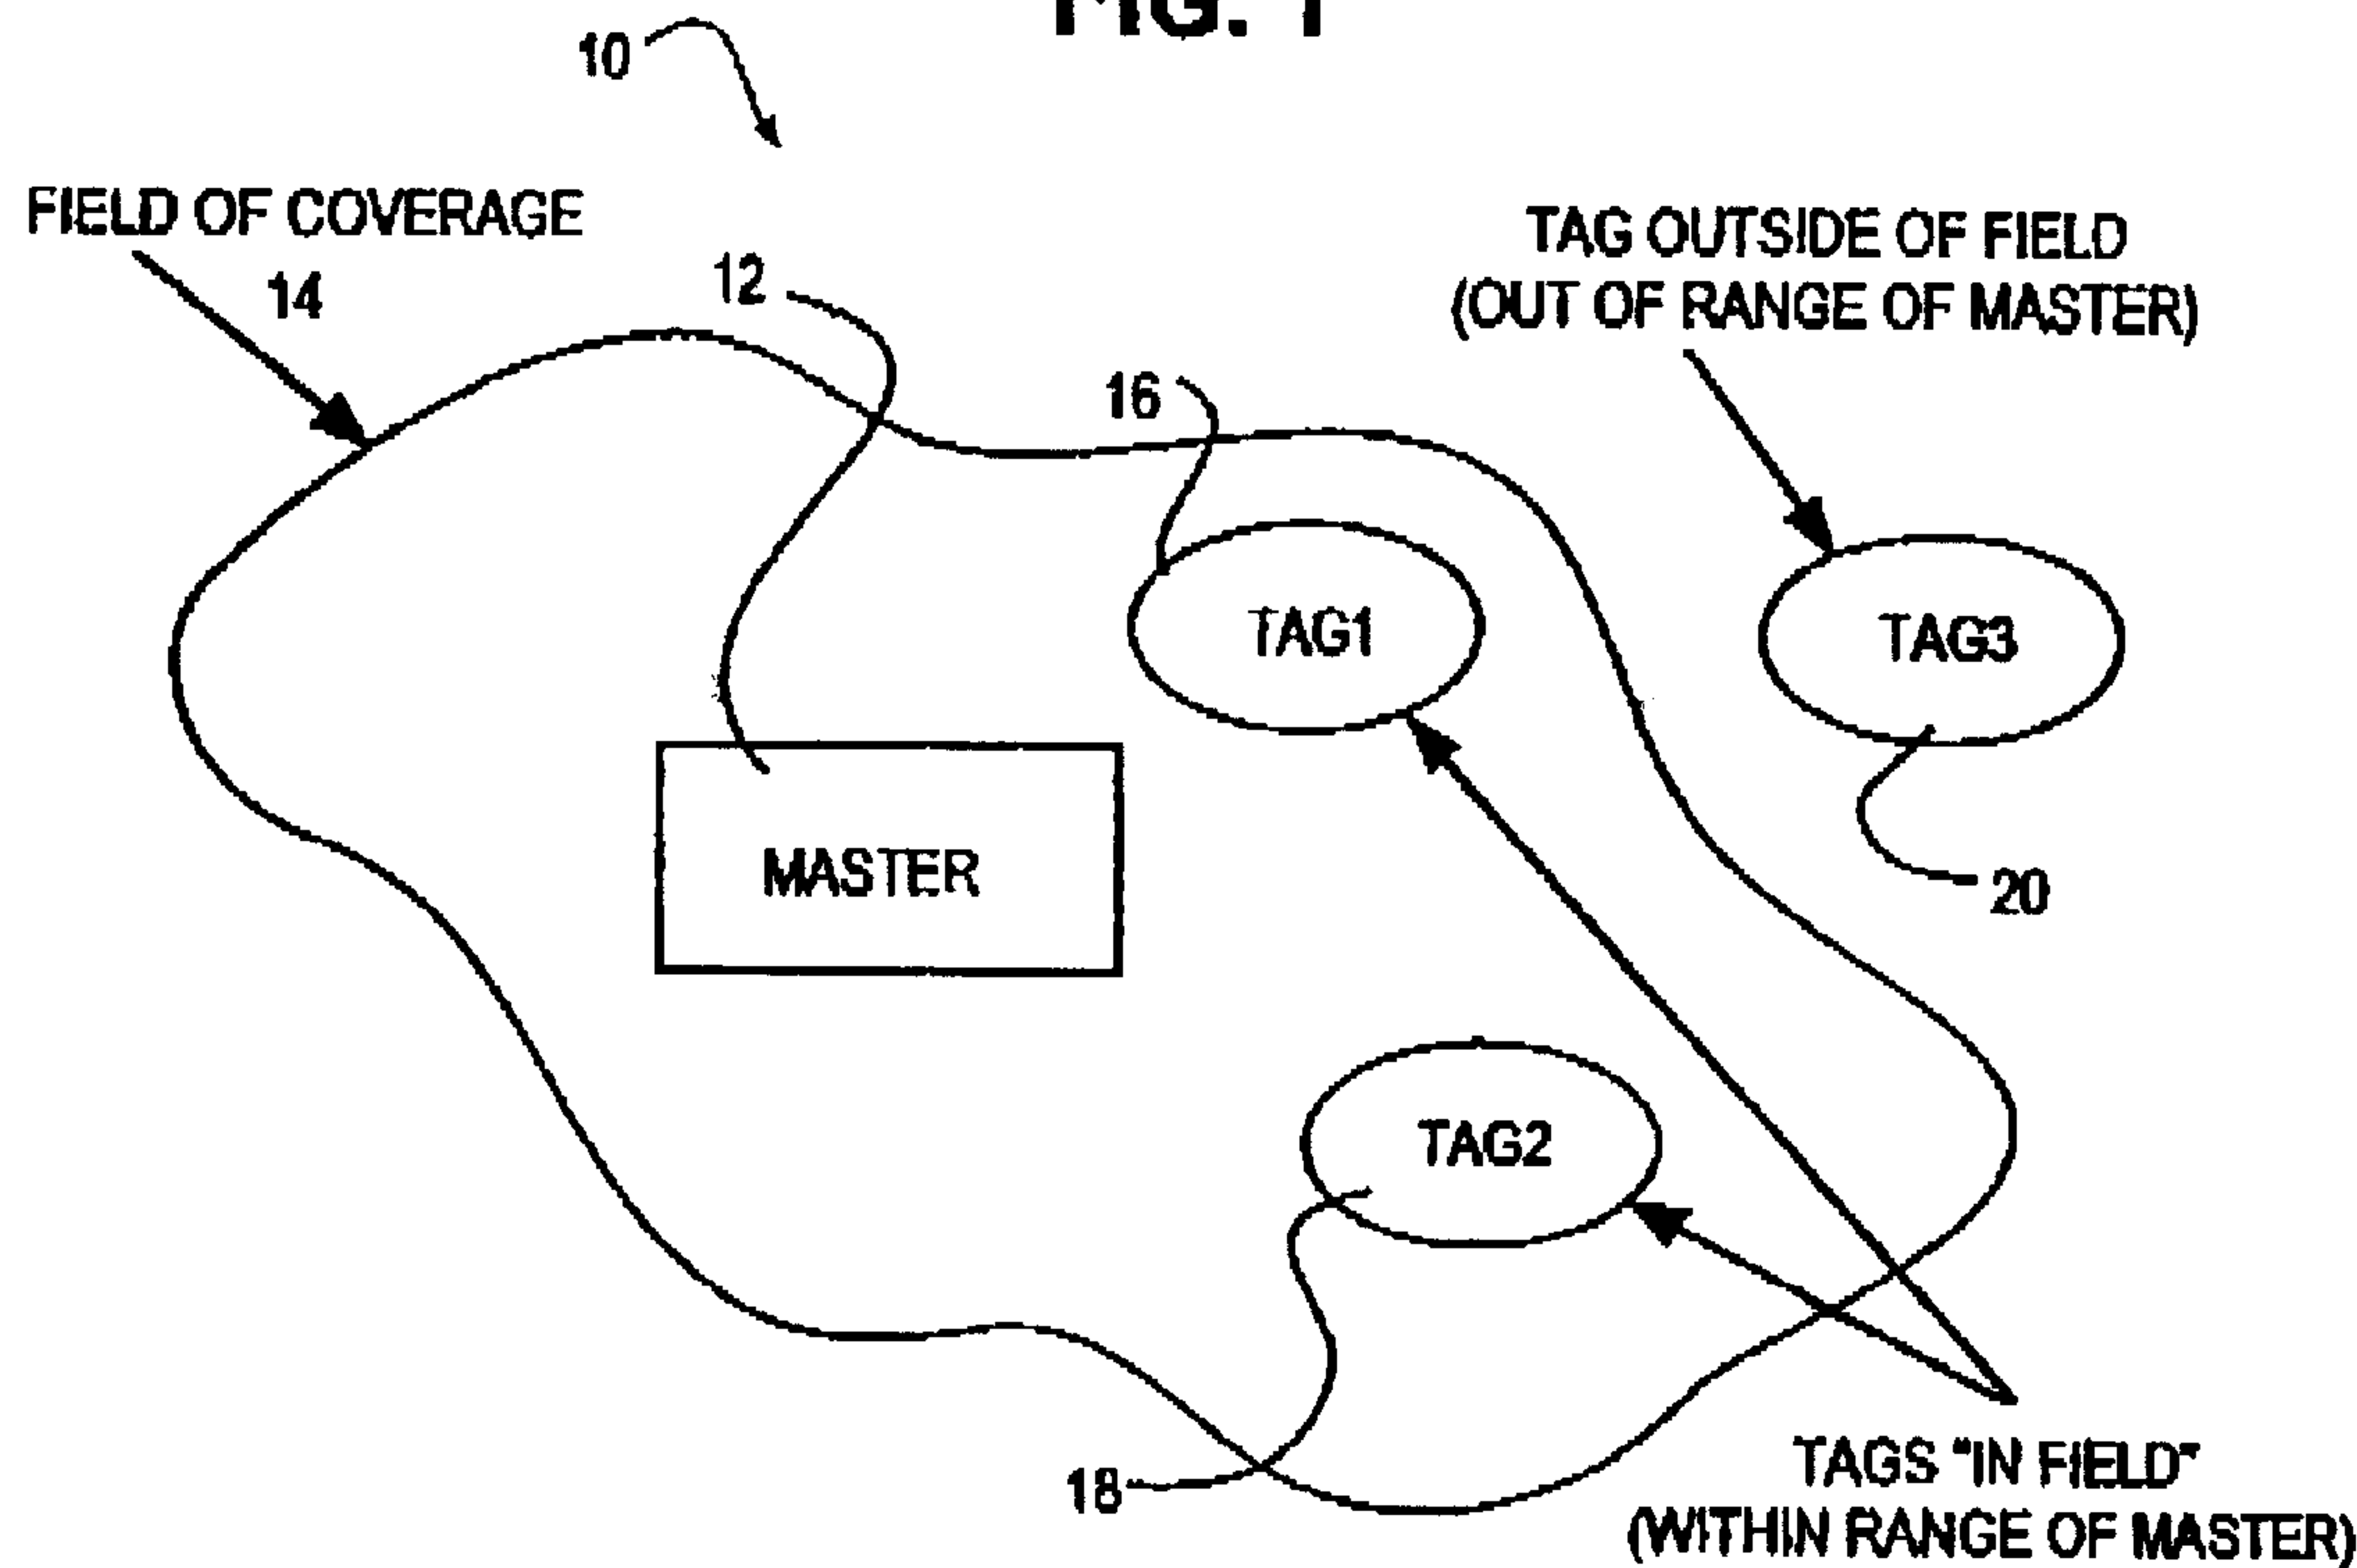 FIG. 1
10
FIELD OF COVERAGE
14
12
TAG OUTSIDE OF FIELD
(OUT OF RANGE OF MASTER)
16
TAG1
TAG3
MASTER
20
TAG2
18
TAGS "IN FIELD"
(WITHIN RANGE OF MASTER)